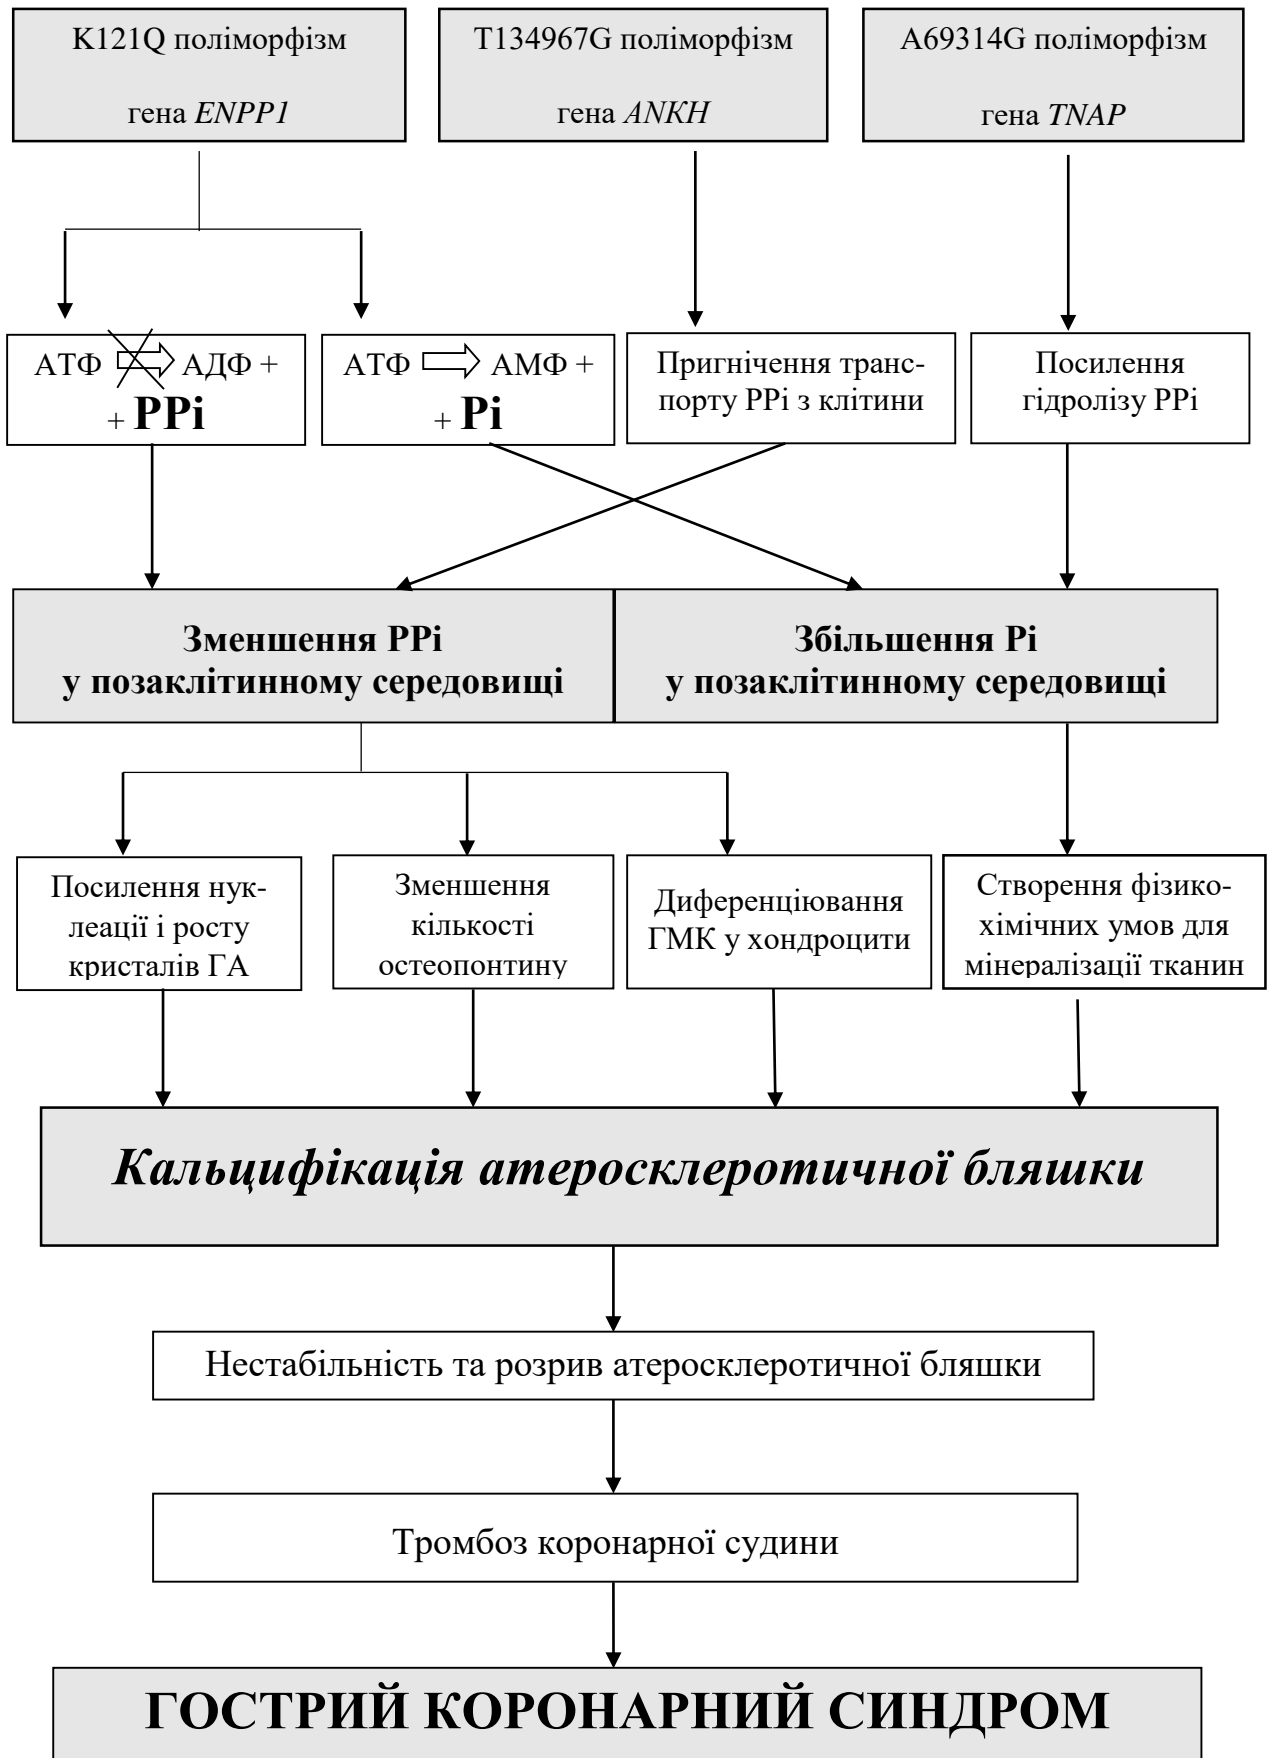 K121Q поліморфізм
гена ENPP1
T134967G поліморфізм
гена ANKH
A69314G поліморфізм
гена TNAP
АТФ АДФ +
+ PPi
АТФ АМФ +
+ Pi
Пригнічення транс-
порту PPi з клітини
Посилення
гідролізу PPi
Зменшення PPi
у позаклітинному середовищі
Збільшення Pi
у позаклітинному середовищі
Посилення нук-
леації і росту
кристалів ГА
Зменшення
кількості
остеопонтину
Диференціювання
ГМК у хондроцити
Створення фізико-
хімічних умов для
мінералізації тканин
Кальцифікація атеросклеротичної бляшки
Нестабільність та розрив атеросклеротичної бляшки
Тромбоз коронарної судини
ГОСТРИЙ КОРОНАРНИЙ СИНДРОМ